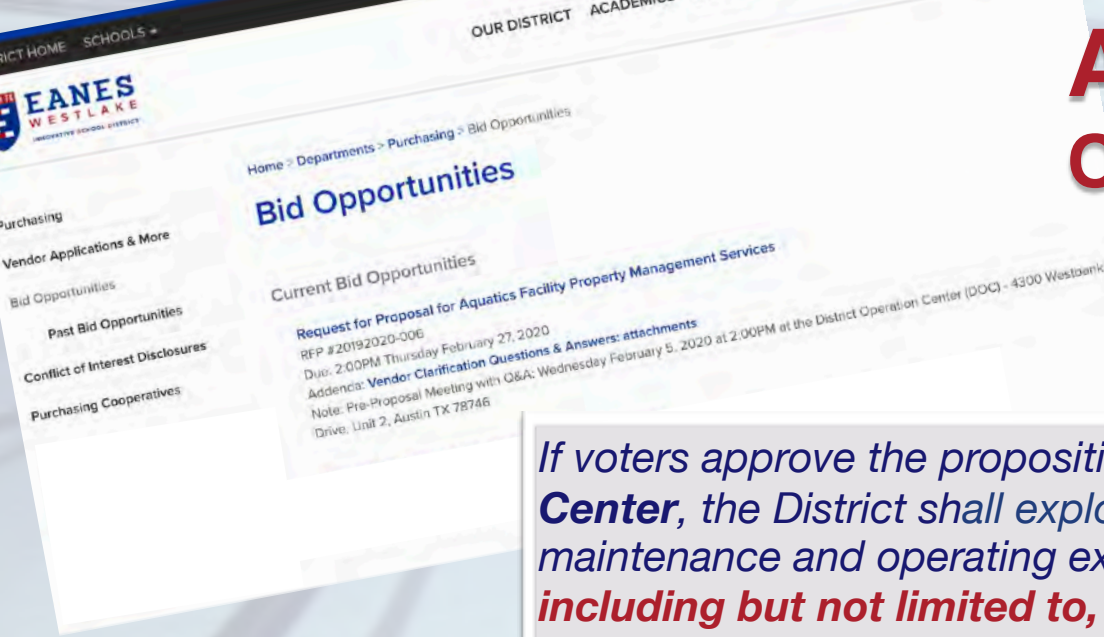 HOME SCHOOLS
OUR DISTRICT
EANES
WESTLAKE
INNOVATIVE SCHOOL DISTRICT
Home > Departments > Purchasing > Bid Opportunities
Bid Opportunities
Purchasing
Vendor Applications & More
Bid Opportunities
Past Bid Opportunities
Conflict of Interest Disclosures
Purchasing Cooperatives
Current Bid Opportunities
Request for Proposal for Aquatics Facility Property Management Services
RFP #20192020-006
Due: 2:00PM Thursday February 27, 2020
Addenda: Vendor Clarification Questions & Answers: attachments
Note: Pre-Proposal Meeting with Q&A: Wednesday February 5, 2020 at 2:00PM at the District Operation Center (DOC) - 4300 Westbank
Drive, Unit 2, Austin TX 78746
If voters approve the
Center, the District shall
maintenance and operating
including but not limited to,